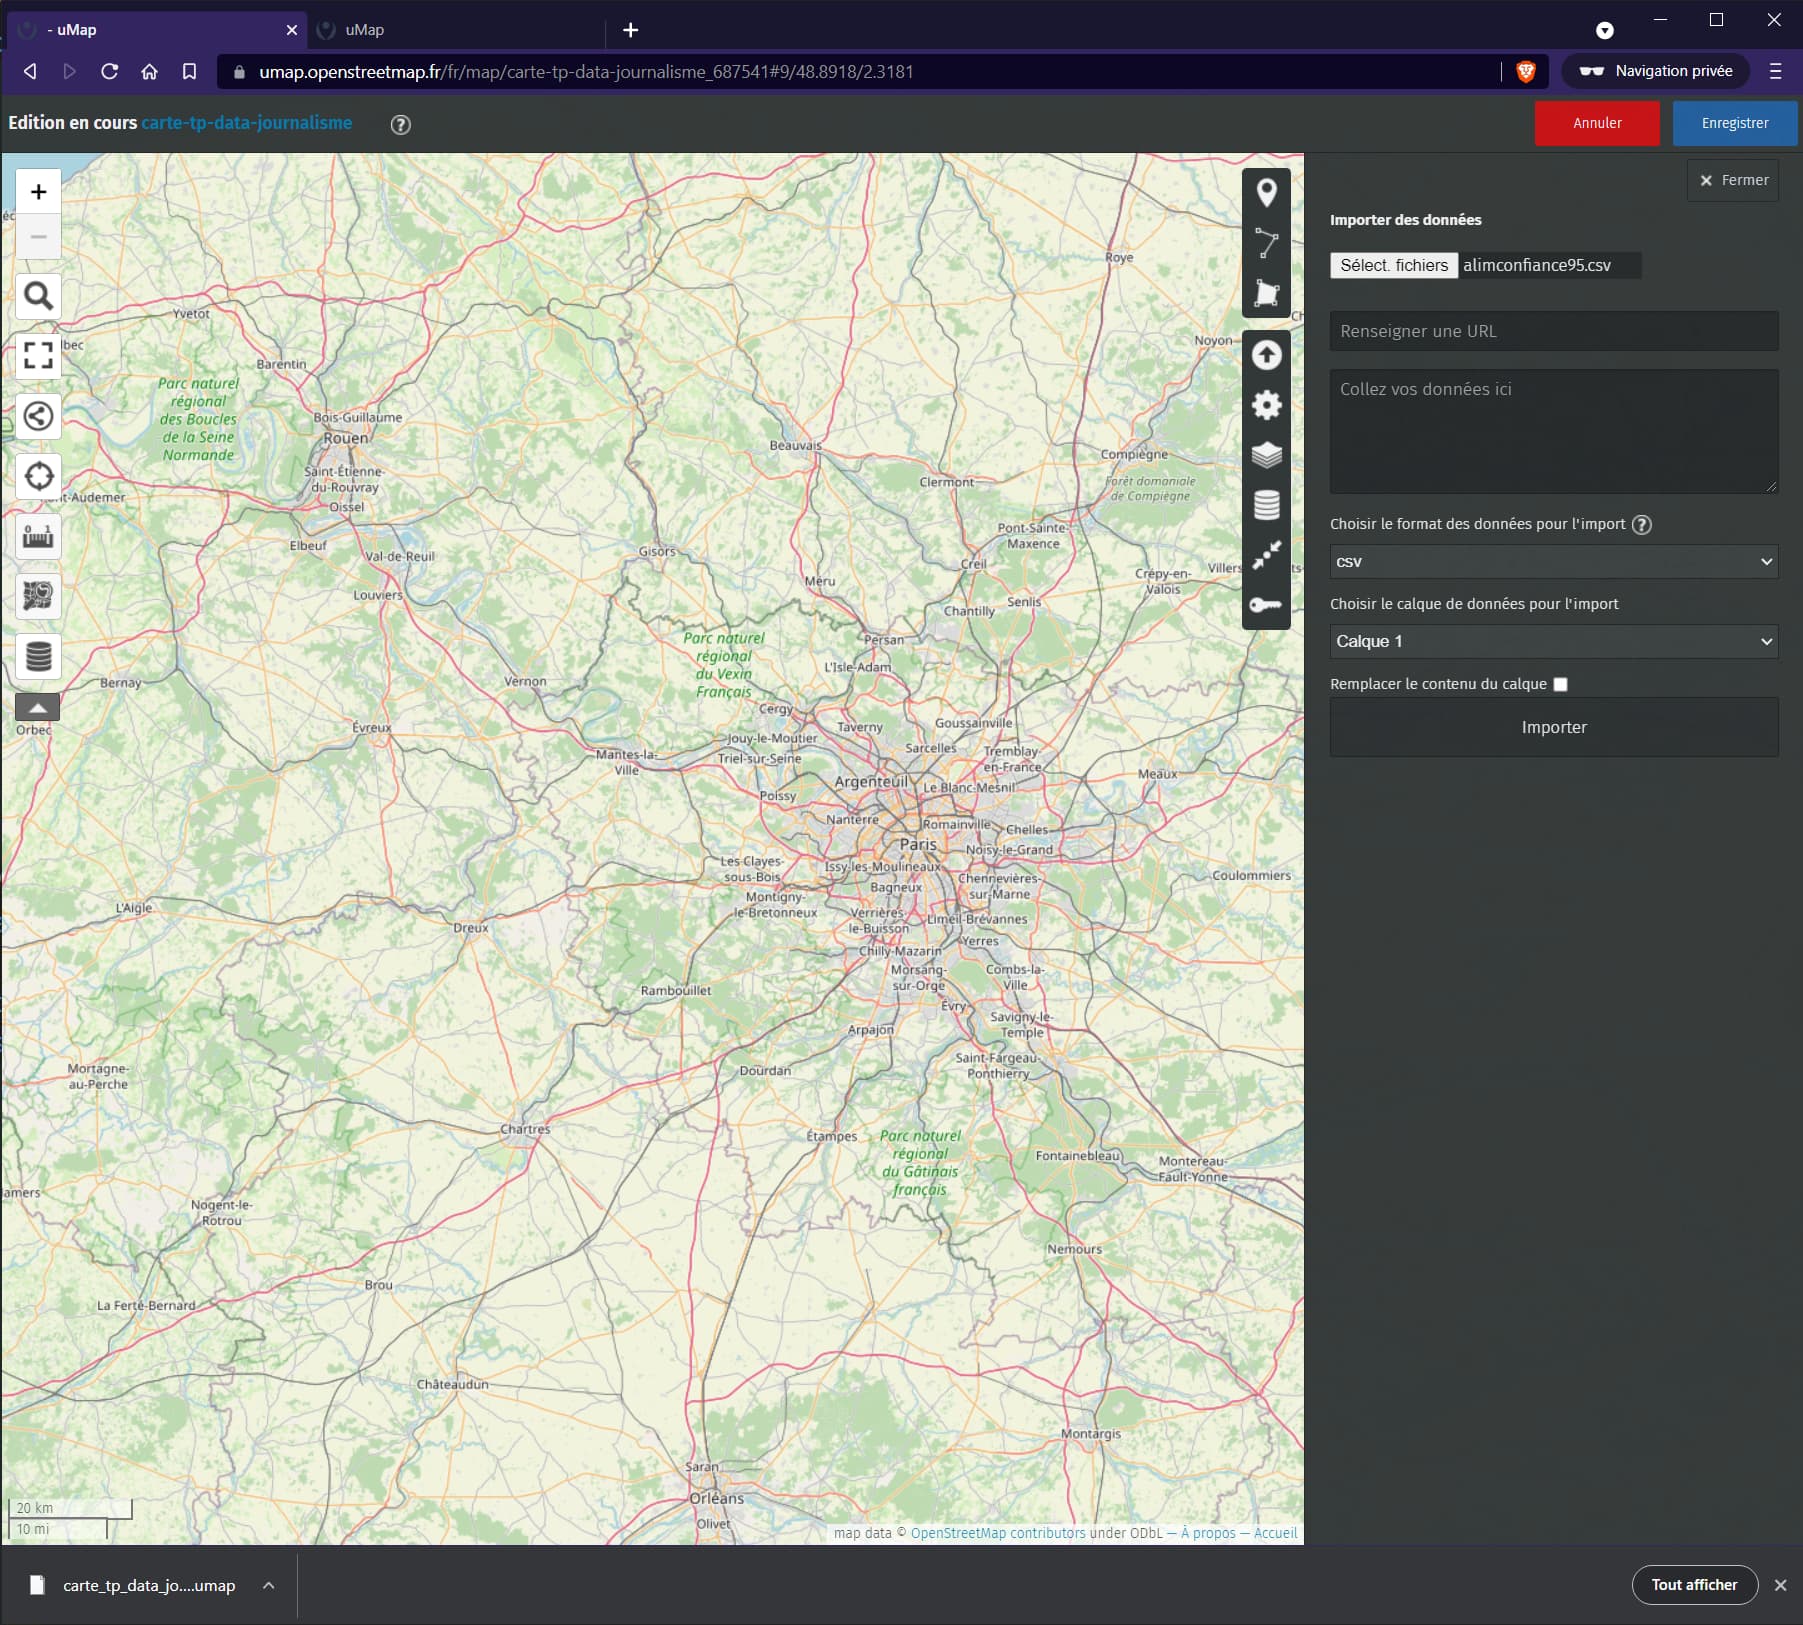 - uMap
uMap
umap.openstreetmap.fr/fr/map/carte-tp-data-journalisme_687541#9/48.8918/2.3181
Navigation privée
Edition en cours carte-tp-data-journalisme
?
Annuler
Enregistrer
Fermer
Importer des données
Sélect. fichiers alimconfiance95.csv
Renseigner une URL
Collez vos données ici
Choisir le format des données pour l'import ?
csv
Choisir le calque de données pour l'import
Calque 1
Remplacer le contenu du calque
Importer
0 1
Roye
Yvetot
Noyon
Barentin
Parc naturel
régional
des Boucles
de la Seine
Normande
Bois-Guillaume
Rouen
Beauvais
Compiègne
Saint-Étienne-
du-Rouvray
Clermont
Forêt domaniale
de Compiègne
nt-Audemer
Oissel
Pont-Sainte-
Maxence
Elbeuf
Val-de-Reuil
Gisors
Creil
Crépy-en-
Valois
Villers
Louviers
Méru
Chantilly
Senlis
Parc naturel
régional
du Vexin
Français
Persan
L'Isle-Adam
Bernay
Vernon
Cergy
Orbec
Évreux
Taverny
Goussainville
Jouy-le-Moutier
Sarcelles
Tremblay-
en-France
Mantes-la-
Ville
Triel-sur-Seine
Argenteuil
Le Blanc-Mesnil
Meaux
Poissy
Nanterre
Romainville
Chelles
Paris
Noisy-le-Grand
Les Clayes-
sous-Bois
Issy-les-Moulineaux
Coulommiers
Bagneux
Chennevières-
sur-Marne
Montigny-
le-Bretonneux
L'Aigle
Verrières-
le-Buisson
Limeil-Brévannes
Dreux
Yerres
Chilly-Mazarin
Morsang-
sur-Orge
Combs-la-
Ville
Rambouillet
Évry
Savigny-le-
Temple
Arpajon
Saint-Fargeau-
Ponthierry
Mortagne-
au-Perche
Dourdan
Chartres
Étampes
Parc naturel
régional
du Gâtinais
français
Fontainebleau
Montereau-
Fault-Yonne
amers
Nogent-le-
Rotrou
Nemours
Brou
La Ferté-Bernard
Châteaudun
Montargis
Saran
Orléans
Olivet
20 km
10 mi
map data © OpenStreetMap contributors under ODbL — À propos — Accueil
carte_tp_data_jo....umap
Tout afficher